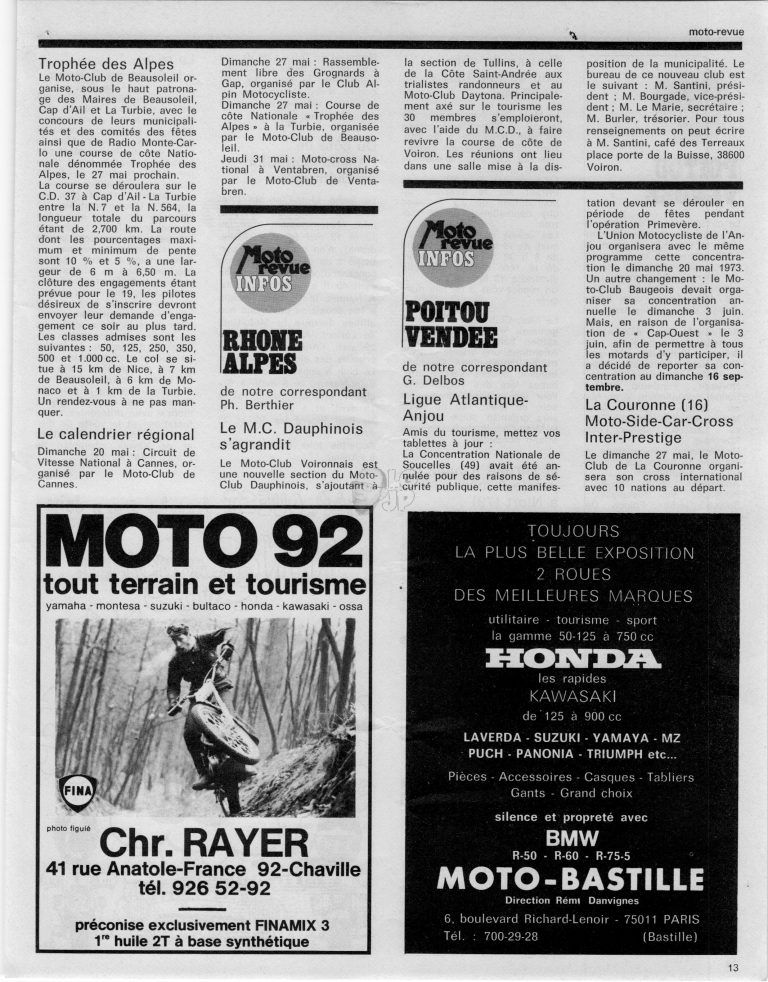 moto-revue
Trophée des Alpes
Le Moto-Club de Beausoleil or-
ganise, sous le haut patrona-
ge des Maires de Beausoleil,
Cap d'Ail et La Turbie, avec le
concours de leurs municipali-
tés et des comités des fêtes
ainsi que de Radio Monte-Car-
lo une course de côte Natio-
nale dénommée Trophée des
Alpes, le 27 mai prochain.
La course se déroulera sur le
C.D. 37 à Cap d'Ail - La Turbie
entre la N. 7 et la N. 564, la
longueur totale du parcours
étant de 2,700 km. La route
dont les pourcentages maxi-
mum et minimum de pente
sont 10 % et 5 %, a une lar-
geur de 6 m à 6,50 m. La
clôture des engagements étant
prévue pour le 19, les pilotes
désireux de s'inscrire devront
envoyer leur demande d'enga-
gement ce soir au plus tard.
Les classes admises sont les
suivantes : 50, 125, 250, 350,
500 et 1.000 cc. Le col se si-
tue à 15 km de Nice, à 7 km
de Beausoleil, à 6 km de Mo-
naco et à 1 km de la Turbie.
Un rendez-vous à ne pas man-
quer.
Le calendrier régional
Dimanche 20 mai : Circuit de
Vitesse National à Cannes, or-
ganisé par le Moto-Club de
Cannes.
Dimanche 27 mai : Rassemble-
ment libre des Grognards à
Gap, organisé par le Club Al-
pin Motocycliste.
Dimanche 27 mai : Course de
côte Nationale « Trophée des
Alpes » à la Turbie, organisée
par le Moto-Club de Beauso-
leil.
Jeudi 31 mai : Moto-cross Na-
tional à Ventabren, organisé
par le Moto-Club de Venta-
bren.
Moto
revue
INFOS
RHONE
ALPES
de notre correspondant
Ph. Berthier
Le M.C. Dauphinois
s'agrandit
Le Moto-Club Voironnais est
une nouvelle section du Moto-
Club Dauphinois, s'ajoutant à
la section de Tullins, à celle
de la Côte Saint-Andrée aux
trialistes randonneurs et au
Moto-Club Daytona. Principale-
ment axé sur le tourisme les
30 membres s'emploieront,
avec l'aide du M.C.D., à faire
revivre la course de côte de
Voiron. Les réunions ont lieu
dans une salle mise à la dis-
position de la municipalité. Le
bureau de ce nouveau club est
le suivant : M. Santini, prési-
dent ; M. Bourgade, vice-prési-
dent ; M. Le Marie, secrétaire ;
M. Burler, trésorier. Pour tous
renseignements on peut écrire
à M. Santini, café des Terreaux
place porte de la Buisse, 38600
Voiron.
Moto
revue
INFOS
POITOU
VENDEE
de notre correspondant
G. Delbos
Ligue Atlantique-
Anjou
Amis du tourisme, mettez vos
tablettes à jour :
La Concentration Nationale de
Soucelles (49) avait été an-
nulée pour des raisons de sé-
curité publique, cette manifes-
tation devant se dérouler en
période de fêtes pendant
l'opération Primevère.
L'Union Motocycliste de l'An-
jou organisera avec le même
programme cette concentra-
tion le dimanche 20 mai 1973.
Un autre changement : le Mo-
to-Club Baugeois devait orga-
niser sa concentration an-
nuelle le dimanche 3 juin.
Mais, en raison de l'organisa-
tion de « Cap-Ouest » le 3
juin, afin de permettre à tous
les motards d'y participer, il
a décidé de reporter sa con-
centration au dimanche 16 sep-
tembre.
La Couronne (16)
Moto-Side-Car-Cross
Inter-Prestige
Le dimanche 27 mai, le Moto-
Club de La Couronne organi-
sera son cross international
avec 10 nations au départ.
MOTO 92
tout terrain et tourisme
yamaha - montesa - suzuki - bultaco - honda - kawasaki - ossa
FINA
photo figuié
Chr. RAYER
41 rue Anatole-France 92-Chaville
tél. 926 52-92
préconise exclusivement FINAMIX 3
1re huile 2T à base synthétique
TOUJOURS
LA PLUS BELLE EXPOSITION
2 ROUES
DES MEILLEURES MARQUES
utilitaire - tourisme - sport
la gamme 50-125 à 750 cc
HONDA
les rapides
KAWASAKI
de 125 à 900 cc
LAVERDA - SUZUKI - YAMAYA - MZ
PUCH - PANONIA - TRIUMPH etc...
Pièces - Accessoires - Casques - Tabliers
Gants - Grand choix
silence et propreté avec
BMW
R-50 - R-60 - R-75-5
MOTO-BASTILLE
Direction Rémi Danvignes
6, boulevard Richard-Lenoir - 75011 PARIS
Tél. : 700-29-28 (Bastille)
13